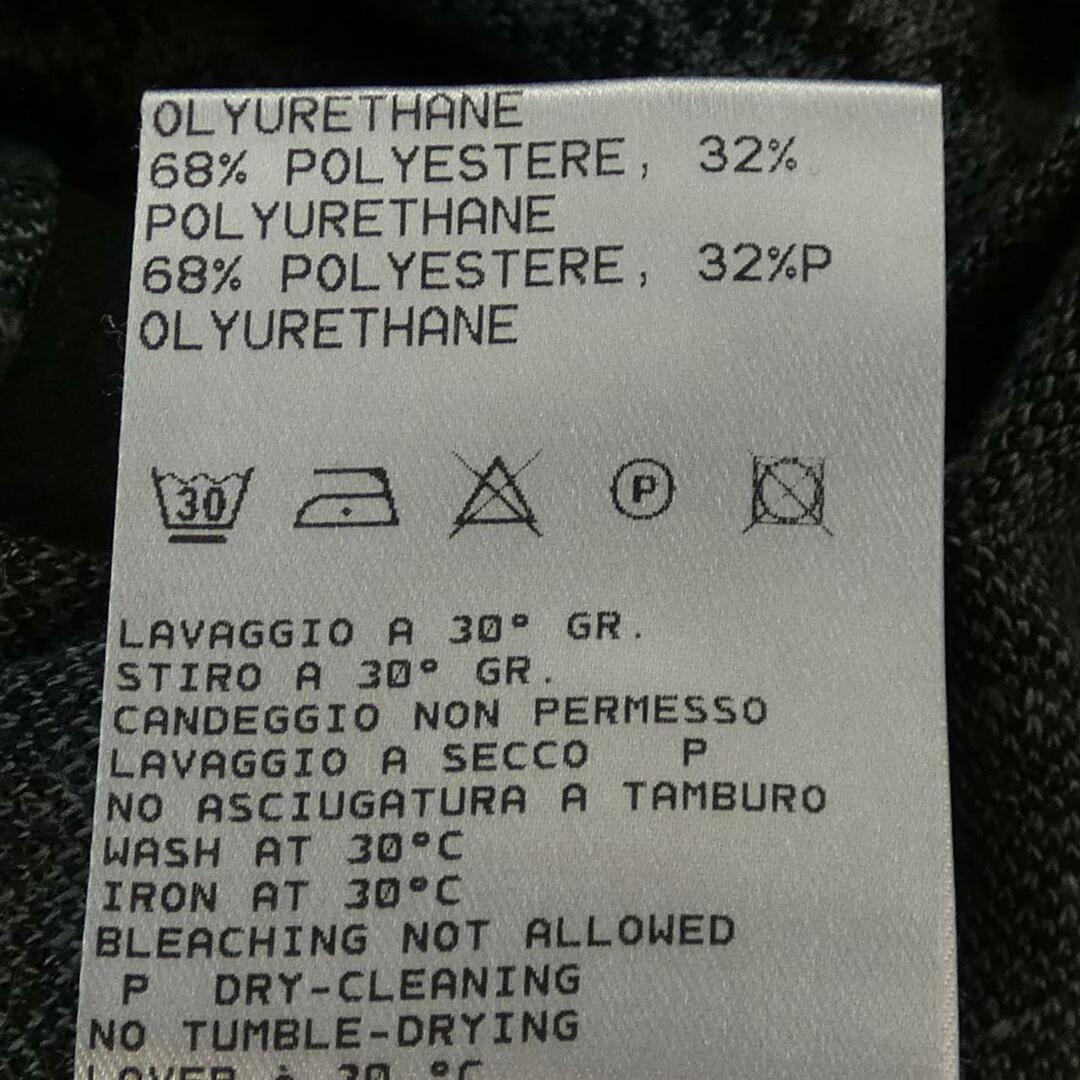 OLYURETHANE
68% POLYESTERE, 32%
POLYURETHANE
68% POLYESTERE, 32%P
OLYURETHANE
30 P
LAVAGGIO A 30° GR.
STIRO A 30° GR.
CANDEGGIO NON PERMESSO
LAVAGGIO A SECCO P
NO ASCIUGATURA A TAMBURO
WASH AT 30°C
IRON AT 30°C
BLEACHING NOT ALLOWED
P DRY-CLEANING
NO TUMBLE-DRYING
LAVER à 30 °C